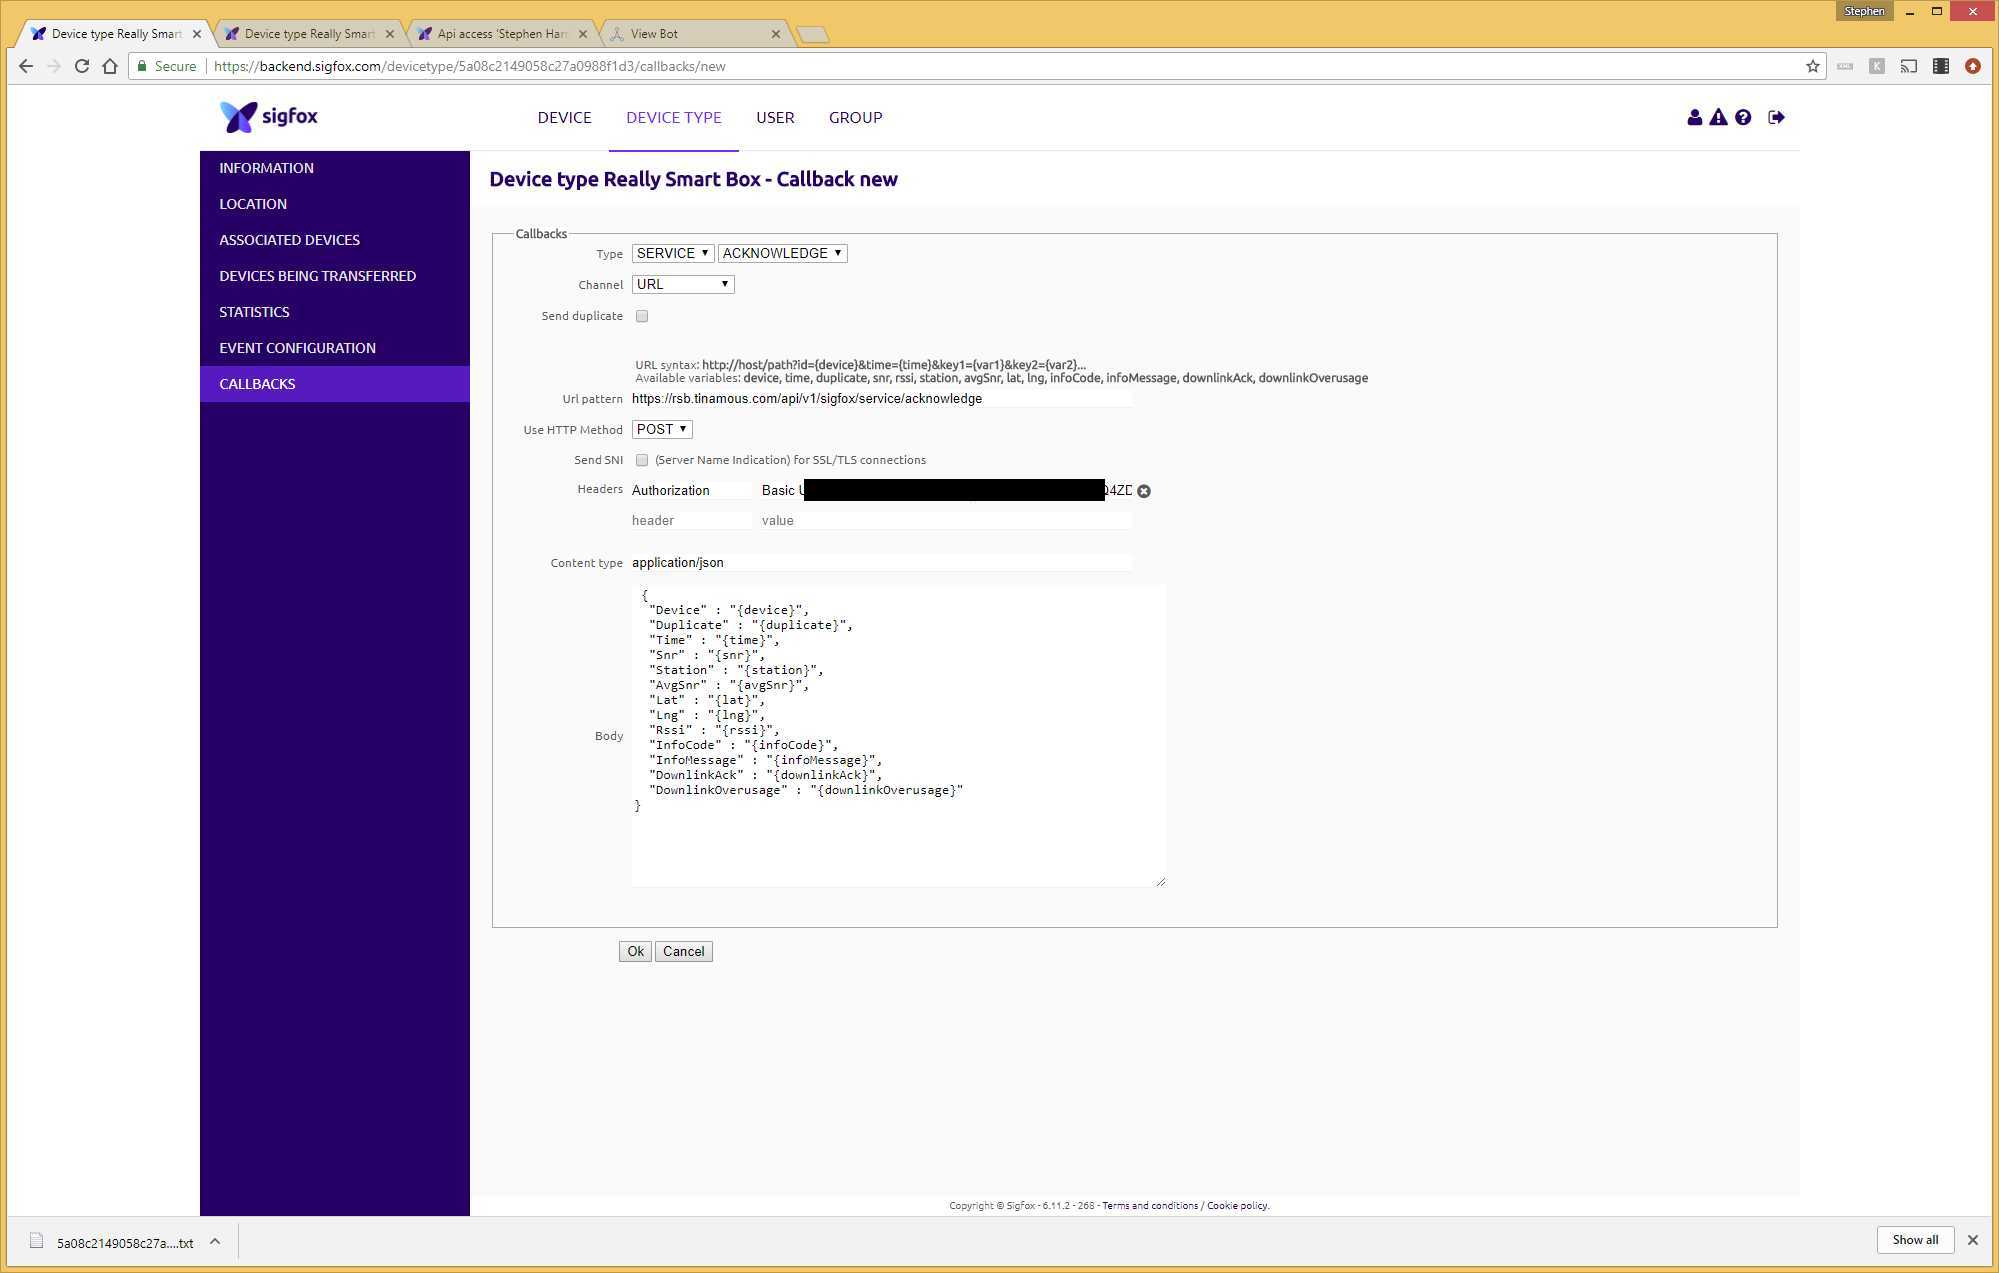 Stephen
Device type Really Smart
Device type Really Smart
Api access 'Stephen Harr
View Bot
Secure
https://backend.sigfox.com/devicetype/5a08c2149058c27a0988f1d3/callbacks/new
sigfox
DEVICE
DEVICE TYPE
USER
GROUP
INFORMATION
LOCATION
ASSOCIATED DEVICES
DEVICES BEING TRANSFERRED
STATISTICS
EVENT CONFIGURATION
CALLBACKS
Device type Really Smart Box - Callback new
Callbacks
Type SERVICE ACKNOWLEDGE
Channel URL
Send duplicate
URL syntax: http://host/path?id={device}&time={time}&key1={var1}&key2={var2}...
Available variables: device, time, duplicate, snr, rssi, station, avgSnr, lat, lng, infoCode, infoMessage, downlinkAck, downlinkOverusage
Url pattern https://rsb.tinamous.com/api/v1/sigfox/service/acknowledge
Use HTTP Method POST
Send SNI (Server Name Indication) for SSL/TLS connections
Headers Authorization Basic
header value
Content type application/json
{
"Device" : "{device}",
"Duplicate" : "{duplicate}",
"Time" : "{time}",
"Snr" : "{snr}",
"Station" : "{station}",
"AvgSnr" : "{avgSnr}",
"Lat" : "{lat}",
"Lng" : "{lng}",
"Rssi" : "{rssi}",
Body
"InfoCode" : "{infoCode}",
"InfoMessage" : "{infoMessage}",
"DownlinkAck" : "{downlinkAck}",
"DownlinkOverusage" : "{downlinkOverusage}"
}
Ok Cancel
Copyright © Sigfox - 6.11.2 - 268 - Terms and conditions / Cookie policy.
5a08c2149058c27a....txt
Show all